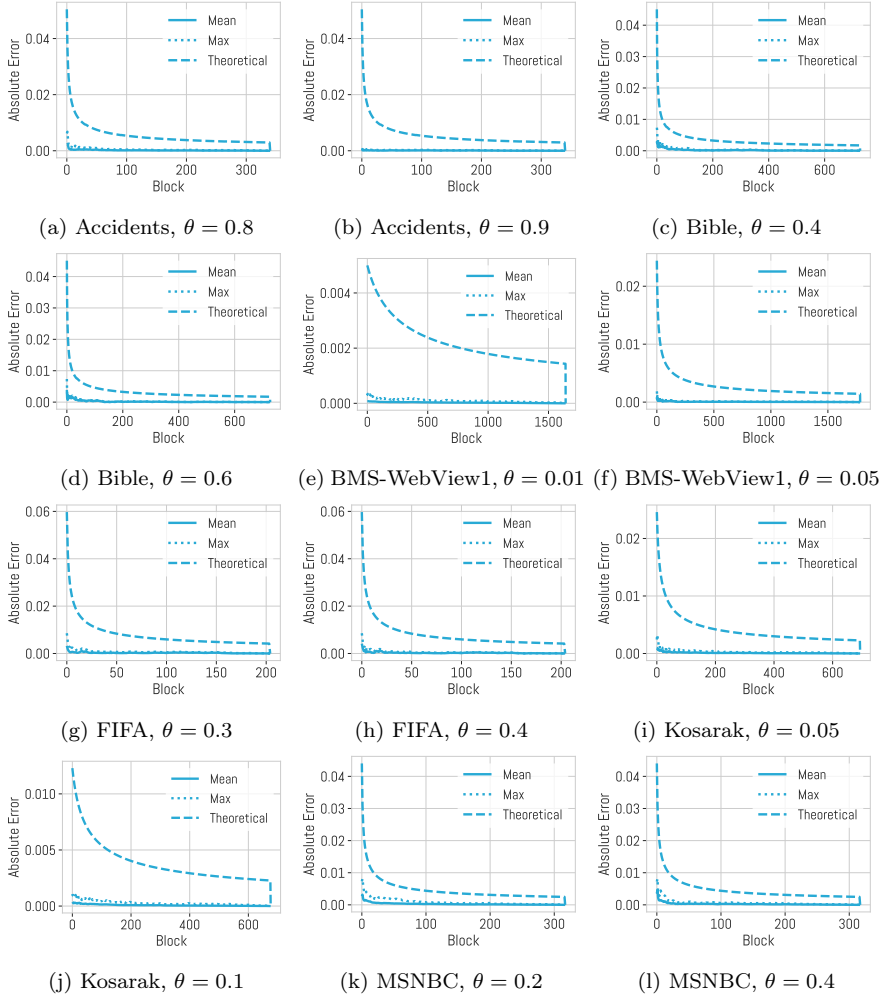 Absolute Error
0.04
0.02
0.00
0
100
200
300
Block
Mean
Max
Theoretical
Absolute Error
0.04
0.02
0.00
0
100
200
300
Block
Mean
Max
Theoretical
Absolute Error
0.04
0.03
0.02
0.01
0.00
0
200
400
600
Block
Mean
Max
Theoretical
(a) Accidents, θ = 0.8
(b) Accidents, θ = 0.9
(c) Bible, θ = 0.4
Absolute Error
0.04
0.03
0.02
0.01
0.00
0
200
400
600
Block
Mean
Max
Theoretical
Absolute Error
0.004
0.002
0.000
0
500
1000
1500
Block
Mean
Max
Theoretical
Absolute Error
0.02
0.01
0.00
0
500
1000
1500
Block
Mean
Max
Theoretical
(d) Bible, θ = 0.6
(e) BMS-WebView1, θ = 0.01
(f) BMS-WebView1, θ = 0.05
Absolute Error
0.06
0.04
0.02
0.00
0
50
100
150
200
Block
Mean
Max
Theoretical
Absolute Error
0.06
0.04
0.02
0.00
0
50
100
150
200
Block
Mean
Max
Theoretical
Absolute Error
0.02
0.01
0.00
0
200
400
600
Block
Mean
Max
Theoretical
(g) FIFA, θ = 0.3
(h) FIFA, θ = 0.4
(i) Kosarak, θ = 0.05
Absolute Error
0.010
0.005
0.000
0
200
400
600
Block
Mean
Max
Theoretical
Absolute Error
0.04
0.03
0.02
0.01
0.00
0
100
200
300
Block
Mean
Max
Theoretical
Absolute Error
0.04
0.03
0.02
0.01
0.00
0
100
200
300
Block
Mean
Max
Theoretical
(j) Kosarak, θ = 0.1
(k) MSNBC, θ = 0.2
(l) MSNBC, θ = 0.4